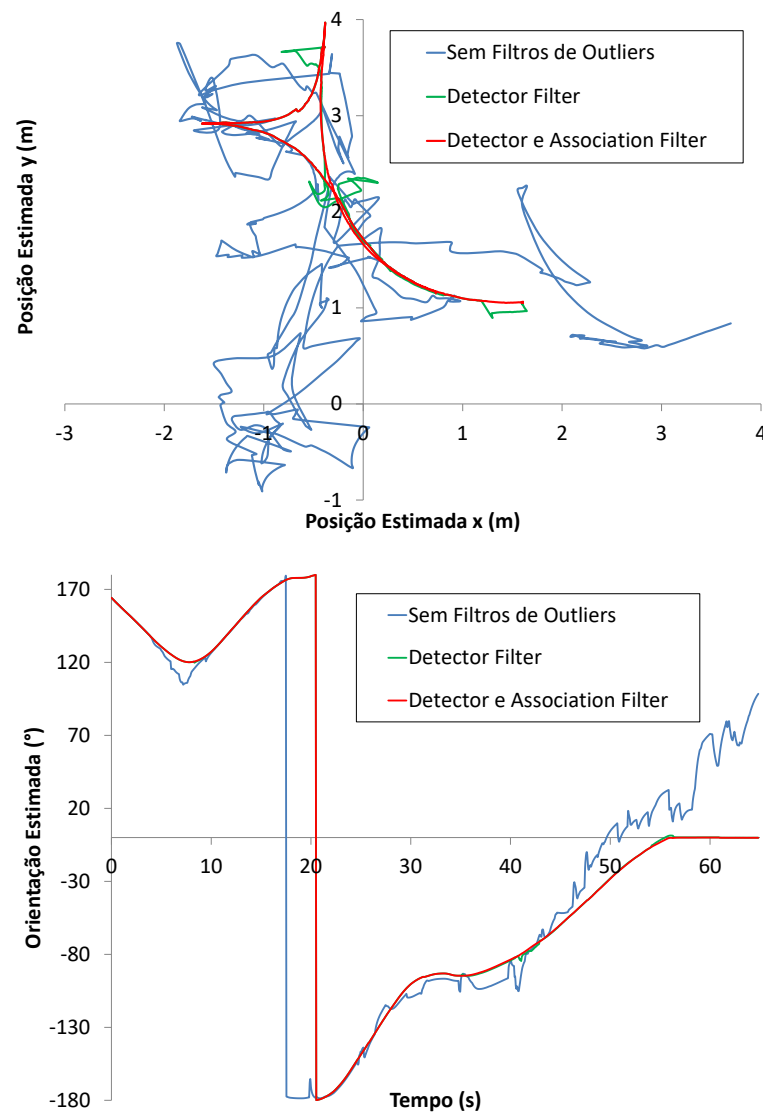 4
Sem Filtros de Outliers
Detector Filter
Detector e Association Filter
3
2
1
0
-1
Posição Estimada y (m)
-3 -2 -1 0 1 2 3 4
Posição Estimada x (m)
170
120
70
20
-30
-80
-130
-180
Sem Filtros de Outliers
Detector Filter
Detector e Association Filter
Orientação Estimada (º)
0 10 20 30 40 50 60
Tempo (s)